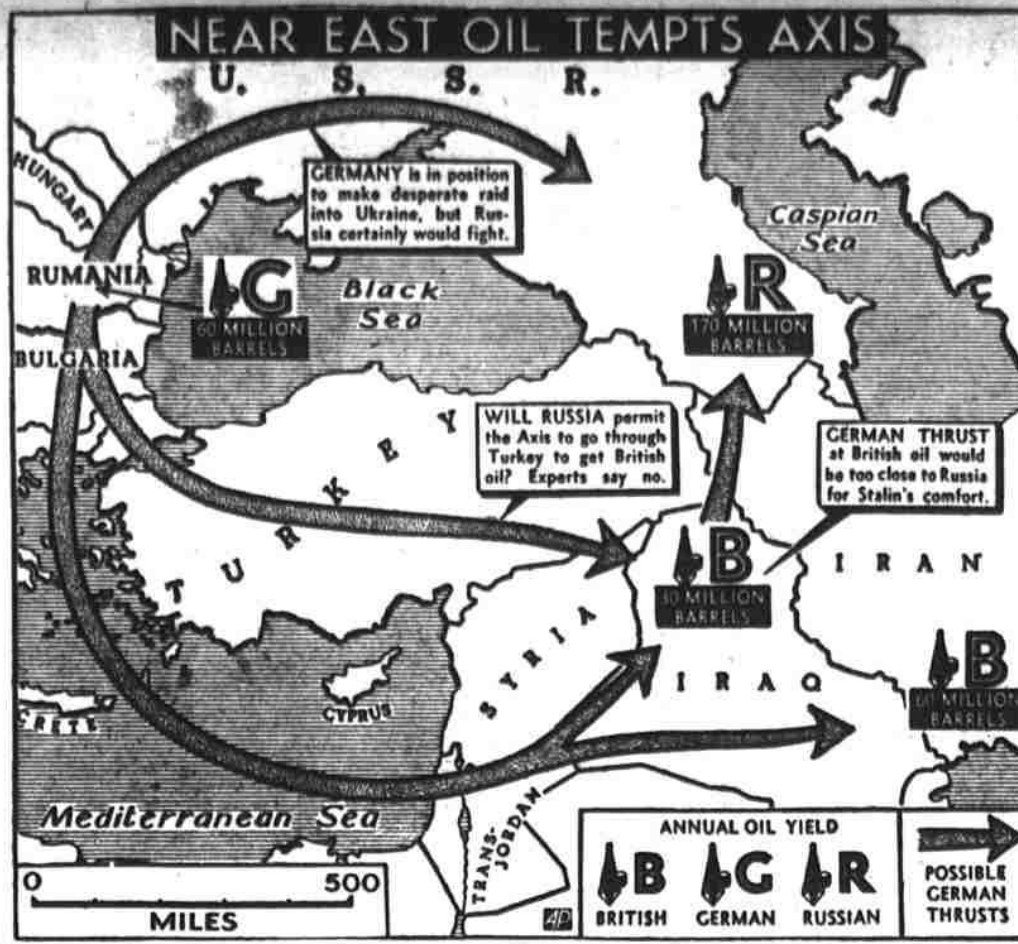 NEAR EAST OIL TEMPTS AXIS
U. S. S. R.
HUNGARY
GERMANY is in position
to make desperate raid
into Ukraine, but Rus-
sia certainly would fight.
Caspian
Sea
RUMANIA
G
60 MILLION
BARRELS
Black
Sea
R
170 MILLION
BARRELS
BULGARIA
WILL RUSSIA permit
the Axis to go through
Turkey to get British
oil? Experts say no.
GERMAN THRUST
at British oil would
be too close to Russia
for Stalin's comfort.
TURKEY
B
30 MILLION
BARRELS
IRAN
SYRIA
IRAQ
B
MILLION
BARRELS
CRETE
CYPRUS
Mediterranean Sea
TRANS-
JORDAN
0 500
MILES
AP
ANNUAL OIL YIELD
B G R
BRITISH GERMAN RUSSIAN
POSSIBLE
GERMAN
THRUSTS